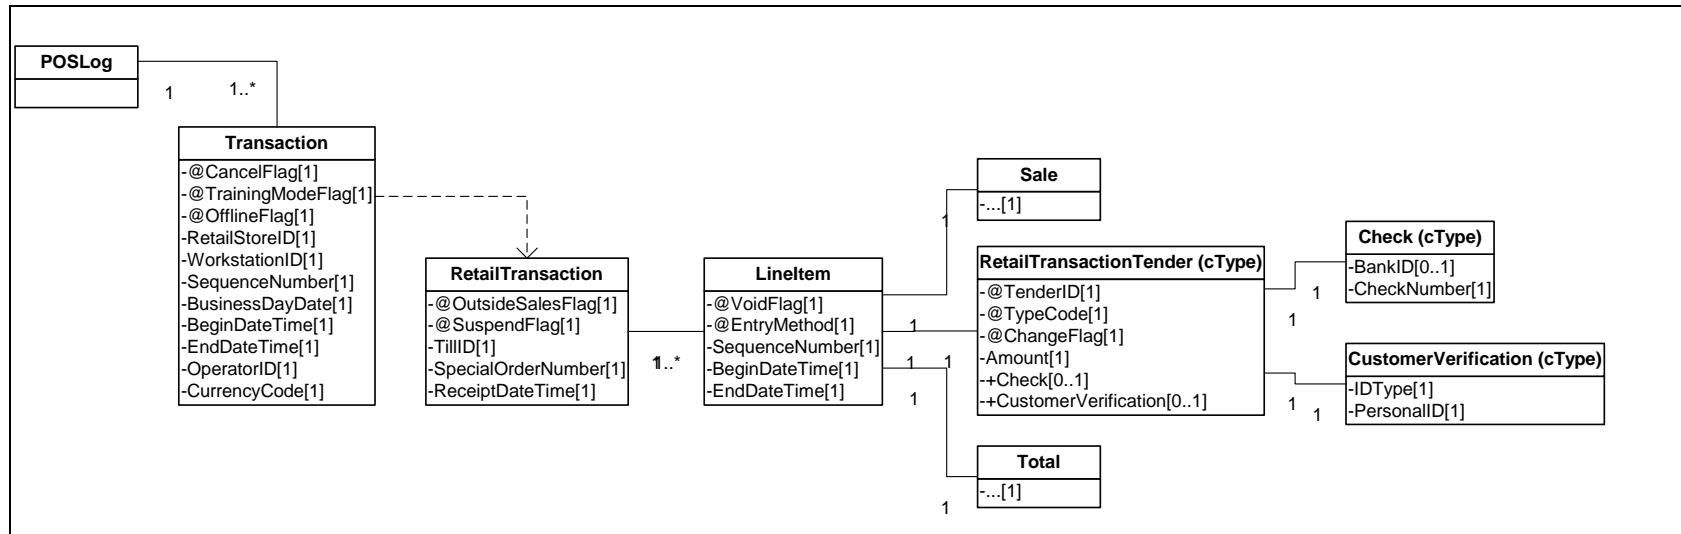 POSLog
1
1..*
Transaction
-@CancelFlag[1]
-@TrainingModeFlag[1]
-@OfflineFlag[1]
-RetailStoreID[1]
-WorkstationID[1]
-SequenceNumber[1]
-BusinessDayDate[1]
-BeginDateTime[1]
-EndDateTime[1]
-OperatorID[1]
-CurrencyCode[1]
RetailTransaction
-@OutsideSalesFlag[1]
-@SuspendFlag[1]
-TillID[1]
-SpecialOrderNumber[1]
-ReceiptDateTime[1]
1
1..*
LineItem
-@VoidFlag[1]
-@EntryMethod[1]
-SequenceNumber[1]
-BeginDateTime[1]
-EndDateTime[1]
1
1
1
1
1
1
Sale
-...[1]
RetailTransactionTender (cType)
-@TenderID[1]
-@TypeCode[1]
-@ChangeFlag[1]
-Amount[1]
-+Check[0..1]
-+CustomerVerification[0..1]
Total
-...[1]
1
1
1
1
Check (cType)
-BankID[0..1]
-CheckNumber[1]
CustomerVerification (cType)
-IDType[1]
-PersonalID[1]